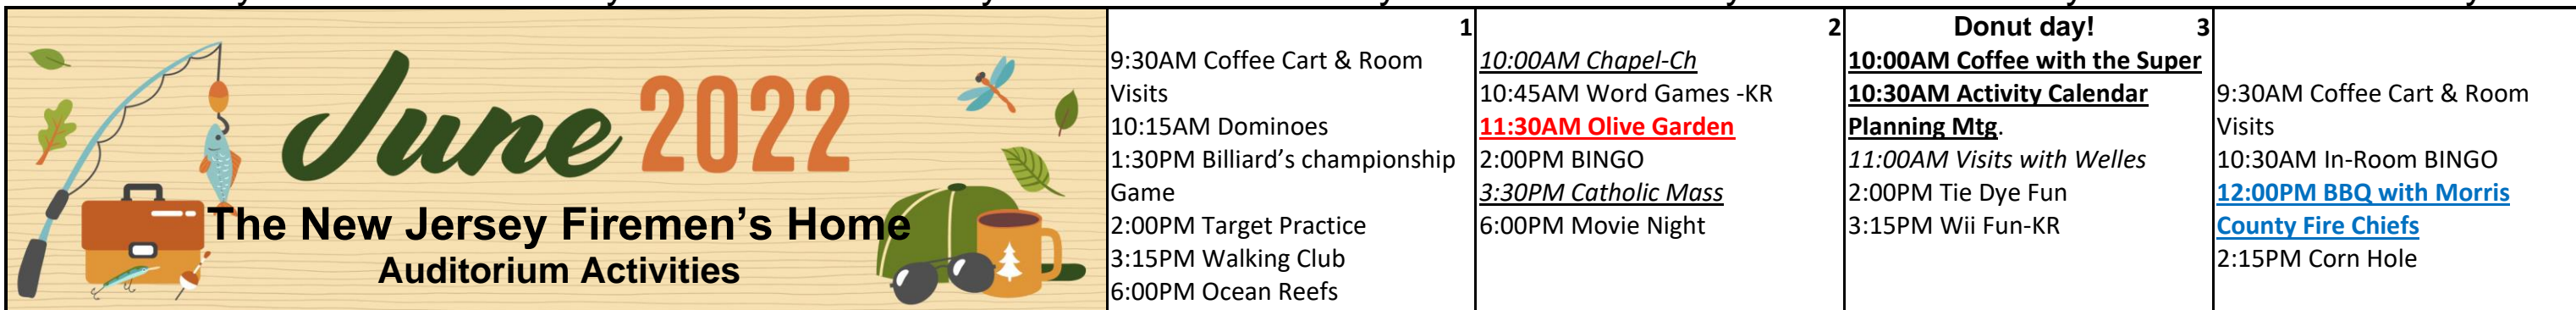 June 2022
The New Jersey Firemen's Home
Auditorium Activities
1
9:30AM Coffee Cart & Room
Visits
10:15AM Dominoes
1:30PM Billiard's championship
Game
2:00PM Target Practice
3:15PM Walking Club
6:00PM Ocean Reefs
2
10:00AM Chapel-Ch
10:45AM Word Games -KR
11:30AM Olive Garden
2:00PM BINGO
3:30PM Catholic Mass
6:00PM Movie Night
Donut day! 3
10:00AM Coffee with the Super
10:30AM Activity Calendar
Planning Mtg.
11:00AM Visits with Welles
2:00PM Tie Dye Fun
3:15PM Wii Fun-KR
9:30AM Coffee Cart & Room
Visits
10:30AM In-Room BINGO
12:00PM BBQ with Morris
County Fire Chiefs
2:15PM Corn Hole